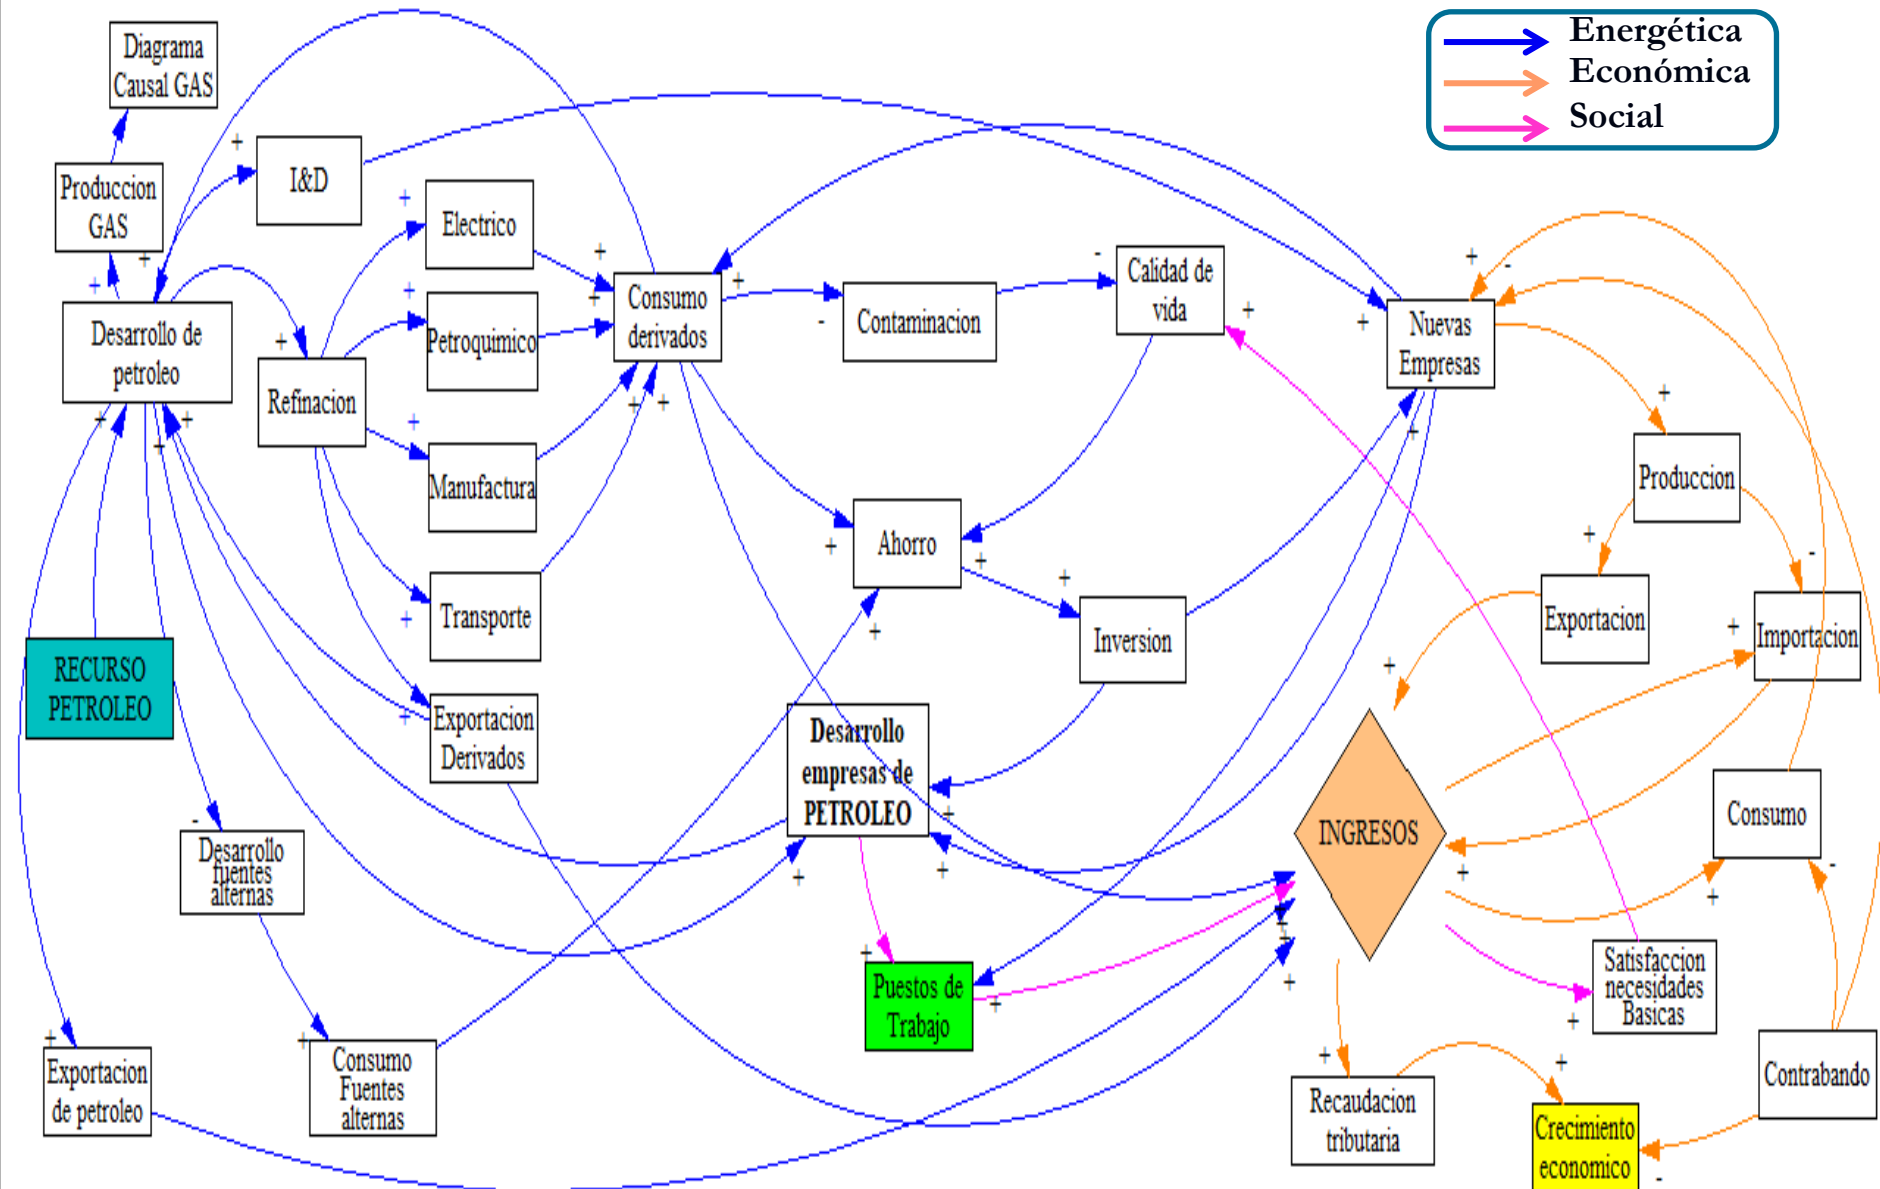 Energética
Económica
Social
Diagrama
Causal GAS
Produccion
GAS
I&D
Electrico
Petroquimico
Manufactura
Transporte
Exportacion
Derivados
Desarrollo de
petroleo
Refinacion
Consumo
derivados
Contaminacion
Calidad de
vida
Nuevas
Empresas
Produccion
Exportacion
Importacion
Ahorro
Inversion
RECURSO
PETROLEO
Desarrollo
empresas de
PETROLEO
INGRESOS
Consumo
Desarrollo
fuentes
alternas
Puestos de
Trabajo
Satisfaccion
necesidades
Basicas
Exportacion
de petroleo
Consumo
Fuentes
alternas
Recaudacion
tributaria
Crecimiento
economico
Contrabando